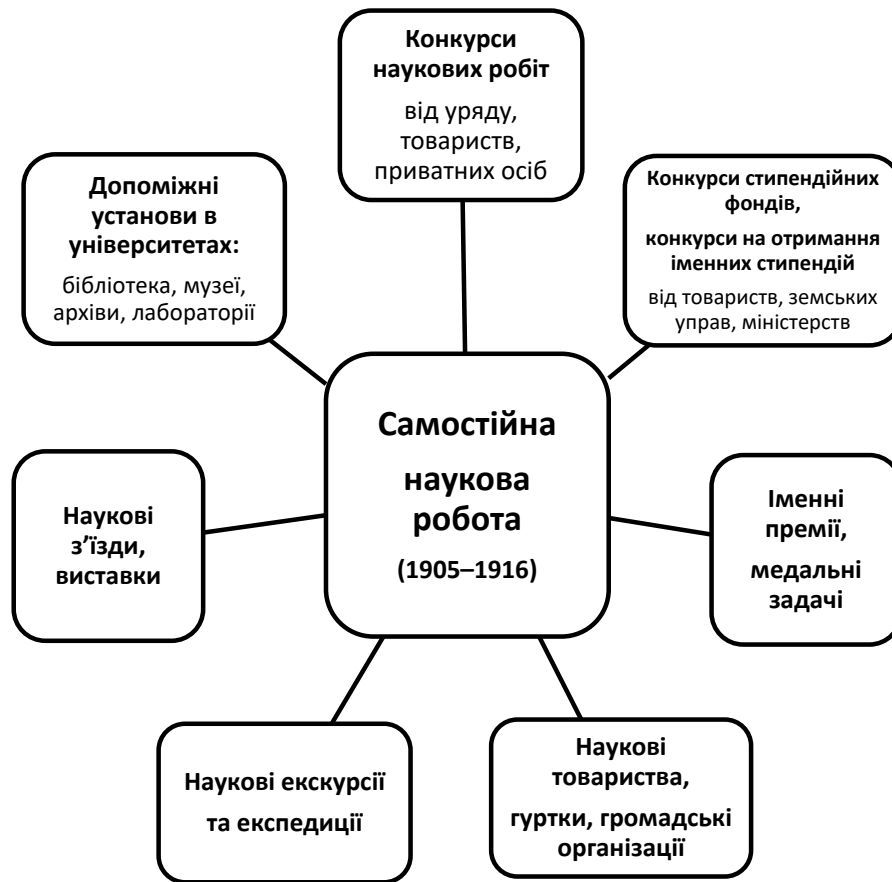 Конкурси
наукових робіт
від уряду,
товариств,
приватних осіб
Допоміжні
установи в
університетах:
бібліотека, музеї,
архіви, лабораторії
Конкурси стипендійних
фондів,
конкурси на отримання
іменних стипендій
від товариств, земських
управ, міністерств
Самостійна
наукова
робота
(1905–1916)
Наукові
з’їзди,
виставки
Іменні
премії,
медальні
задачі
Наукові екскурсії
та експедиції
Наукові
товариства,
гуртки, громадські
організації